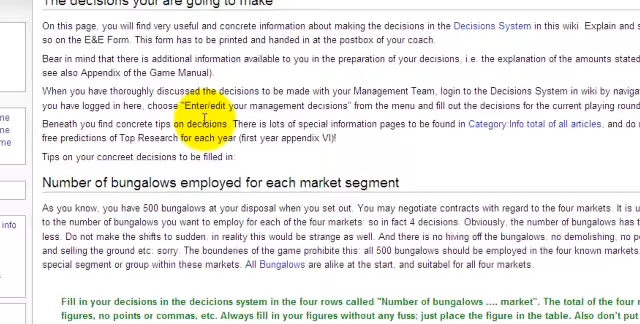 The decisions your are going to make
On this page, you will find very useful and concrete information about making the decisions in the Decisions System in this wiki. Explain and s
so on the E&E Form. This form has to be printed and handed in at the postbox of your coach.
Bear in mind that there is additional information available to you in the preparation of your decisions, i.e. the explanation of the amounts stated
see also Appendix of the Game Manual).
When you have thoroughly discussed the decisions to be made with your Management Team, login to the Decisions System in wiki by naviga
you have logged in here, choose "Enter/edit your management decisions" from the menu and fill out the decisions for the current playing round
Beneath you find concrete tips on decisions. There is lots of special information pages to be found in Category:Info total of all articles, and do
me
free predictions of Top Research for each year (first year appendix VI)!
me
me
Tips on your concreet decisions to be filled in:
Number of bungalows employed for each market segment
As you know, you have 500 bungalows at your disposal when you set out. You may negotiate contracts with regard to the four markets. It is u
info
to the number of bungalows you want to employ for each of the four markets: so in fact 4 decisions. Obviously, the number of bungalows has t
less. Do not make the shifts to sudden: in reality this would be strange as well. And there is no hiving off the bungalows, no demolishing, no
and selling the ground etc: sorry. The boundenes of the game prohibite this: all 500 bungalows should be employed in the four known markets.
special segment or group within these markets. All Bungalows are alike at the start, and suitabel for all four markets.
Fill in your decisions in the decicions system in the four rows called "Number of bungalows .... market". The total of the four
figures, no points or commas, etc. Always fill in your figures without any fuss; just place the figure in the table. Also don't put